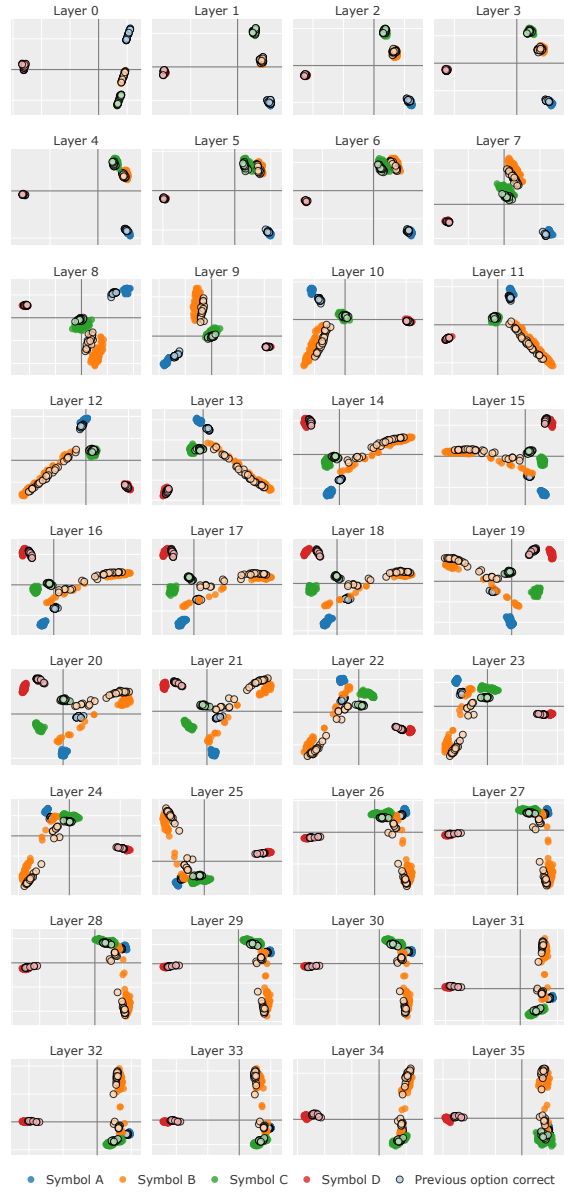 Layer 0 Layer 1 Layer 2 Layer 3
Layer 4 Layer 5 Layer 6 Layer 7
Layer 8 Layer 9 Layer 10 Layer 11
Layer 12 Layer 13 Layer 14 Layer 15
Layer 16 Layer 17 Layer 18 Layer 19
Layer 20 Layer 21 Layer 22 Layer 23
Layer 24 Layer 25 Layer 26 Layer 27
Layer 28 Layer 29 Layer 30 Layer 31
Layer 32 Layer 33 Layer 34 Layer 35
Symbol A Symbol B Symbol C Symbol D Previous option correct